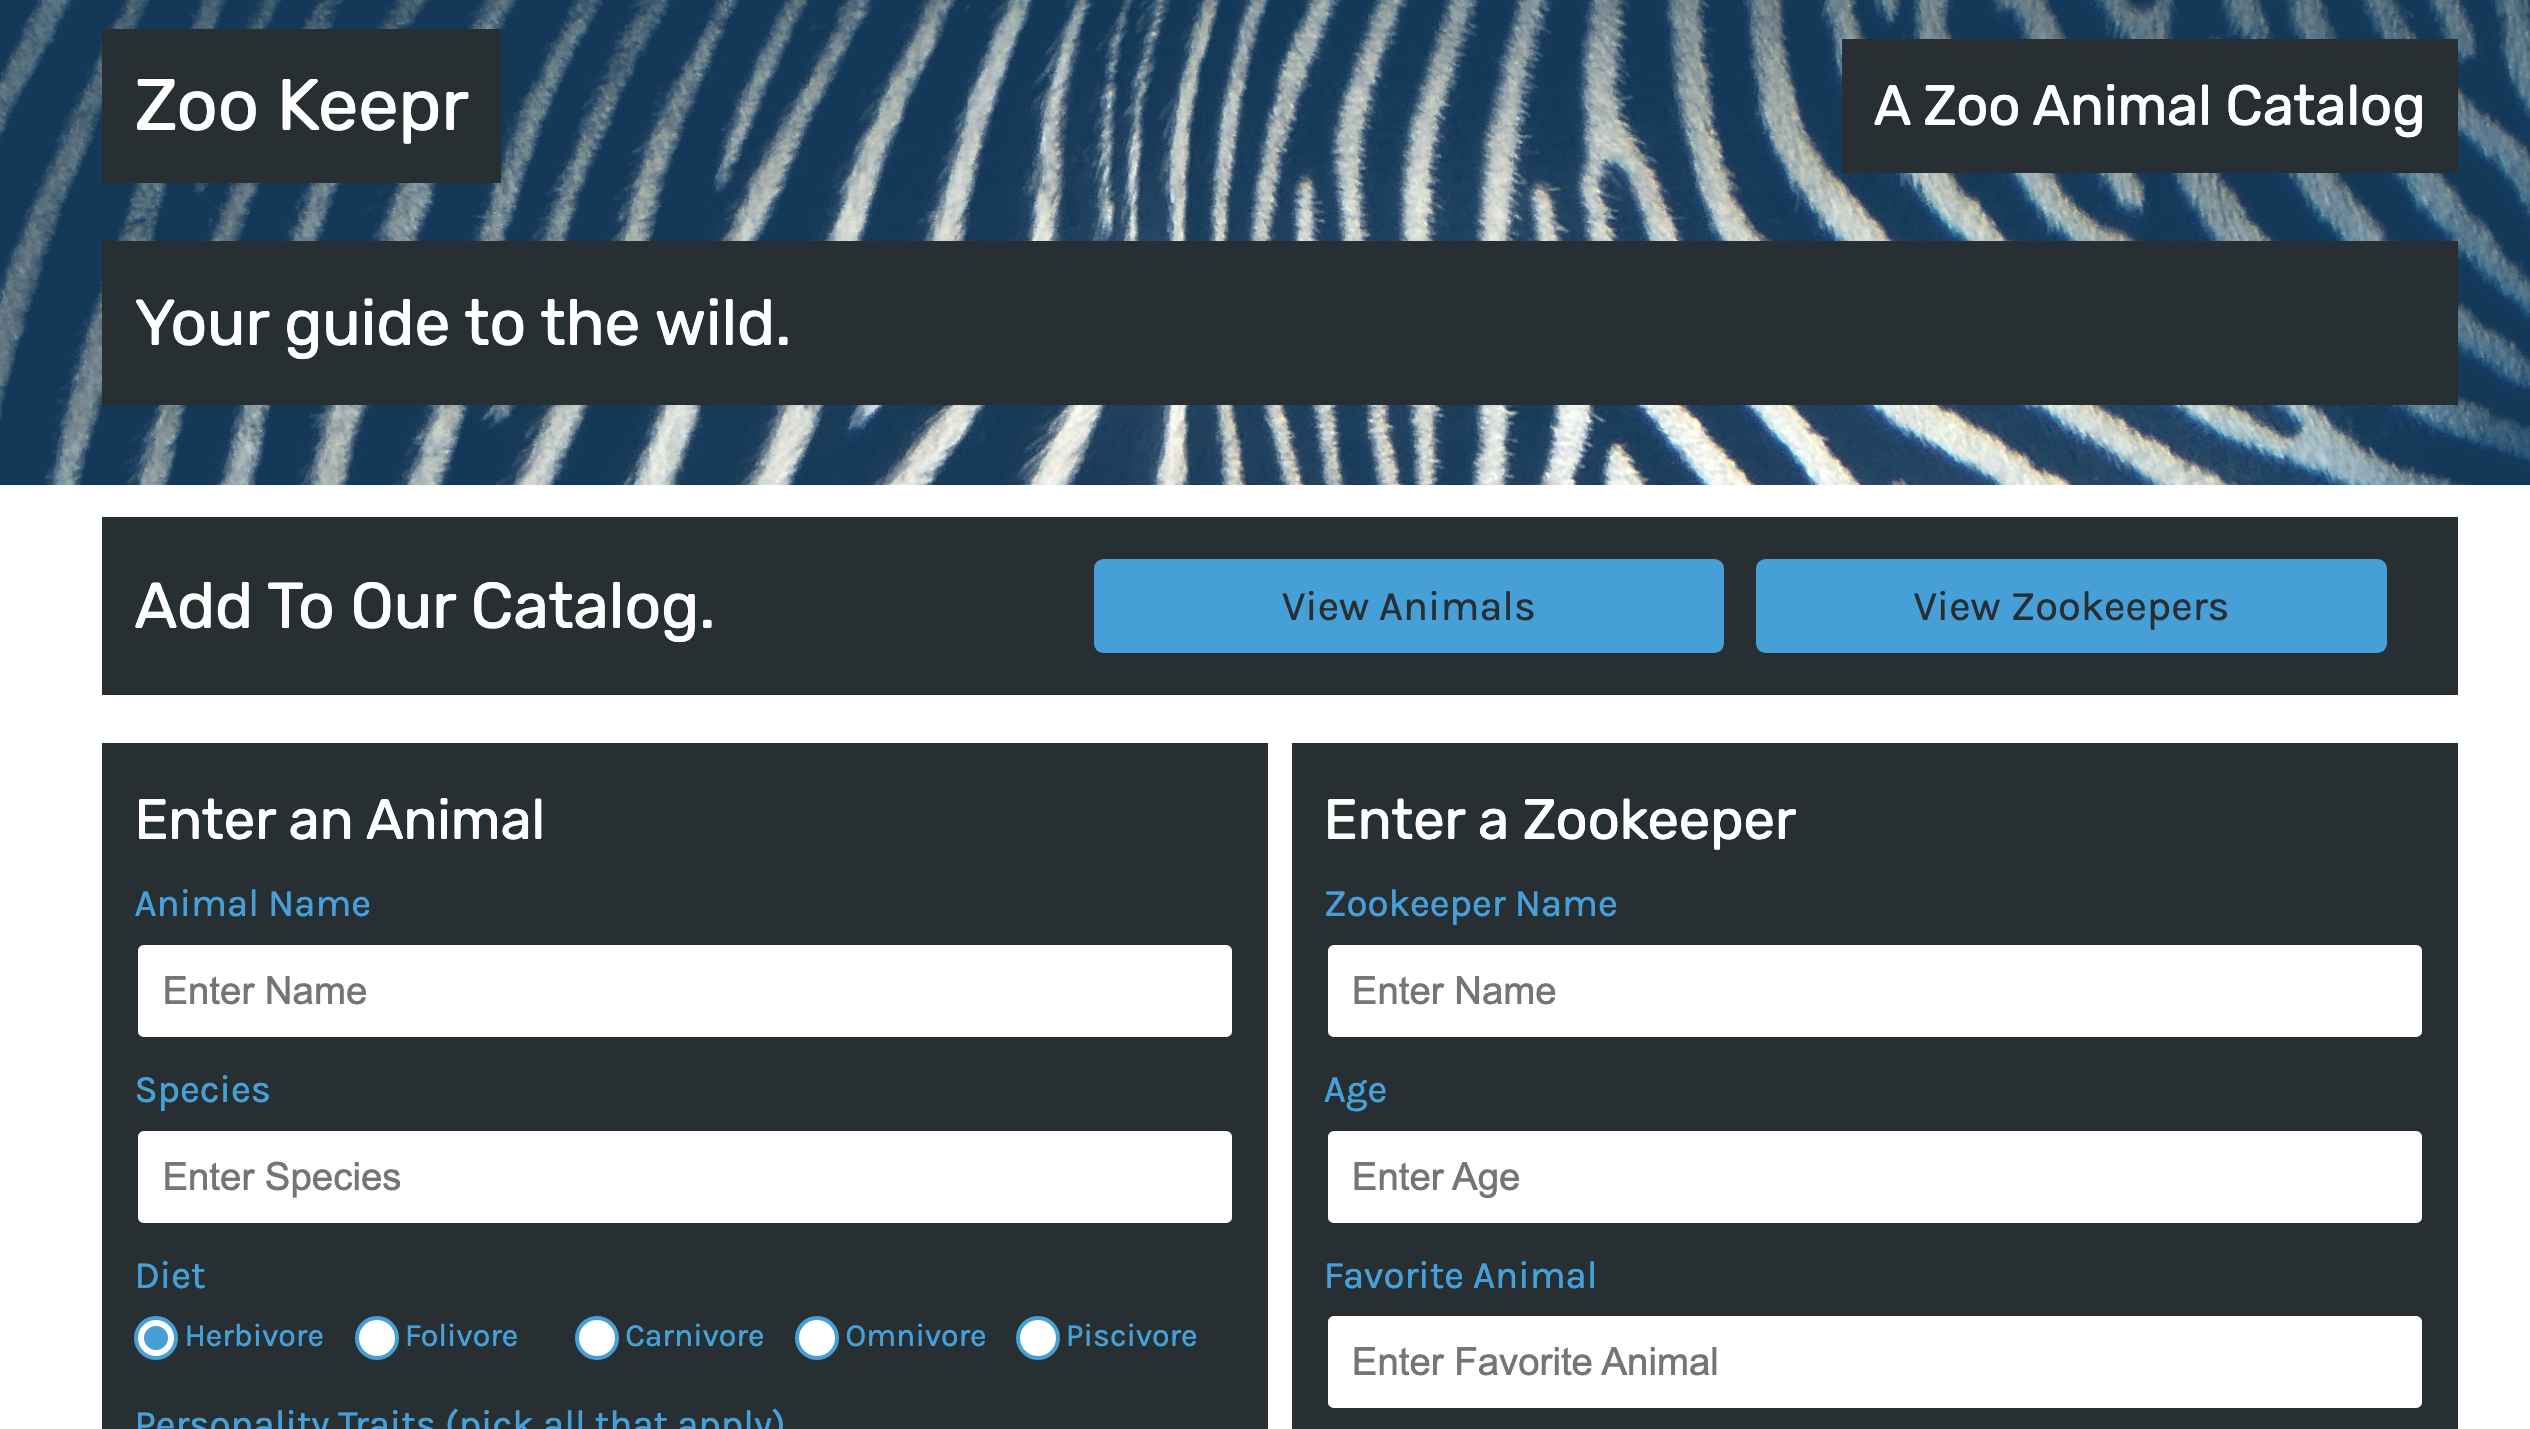 Zoo Keepr
A Zoo Animal Catalog
Your guide to the wild.
Add To Our Catalog.
View Animals
View Zookeepers
Enter an Animal
Animal Name
Enter Name
Species
Enter Species
Diet
Herbivore Folivore Carnivore Omnivore Piscivore
Personality Traits (pick all that apply)
Enter a Zookeeper
Zookeeper Name
Enter Name
Age
Enter Age
Favorite Animal
Enter Favorite Animal